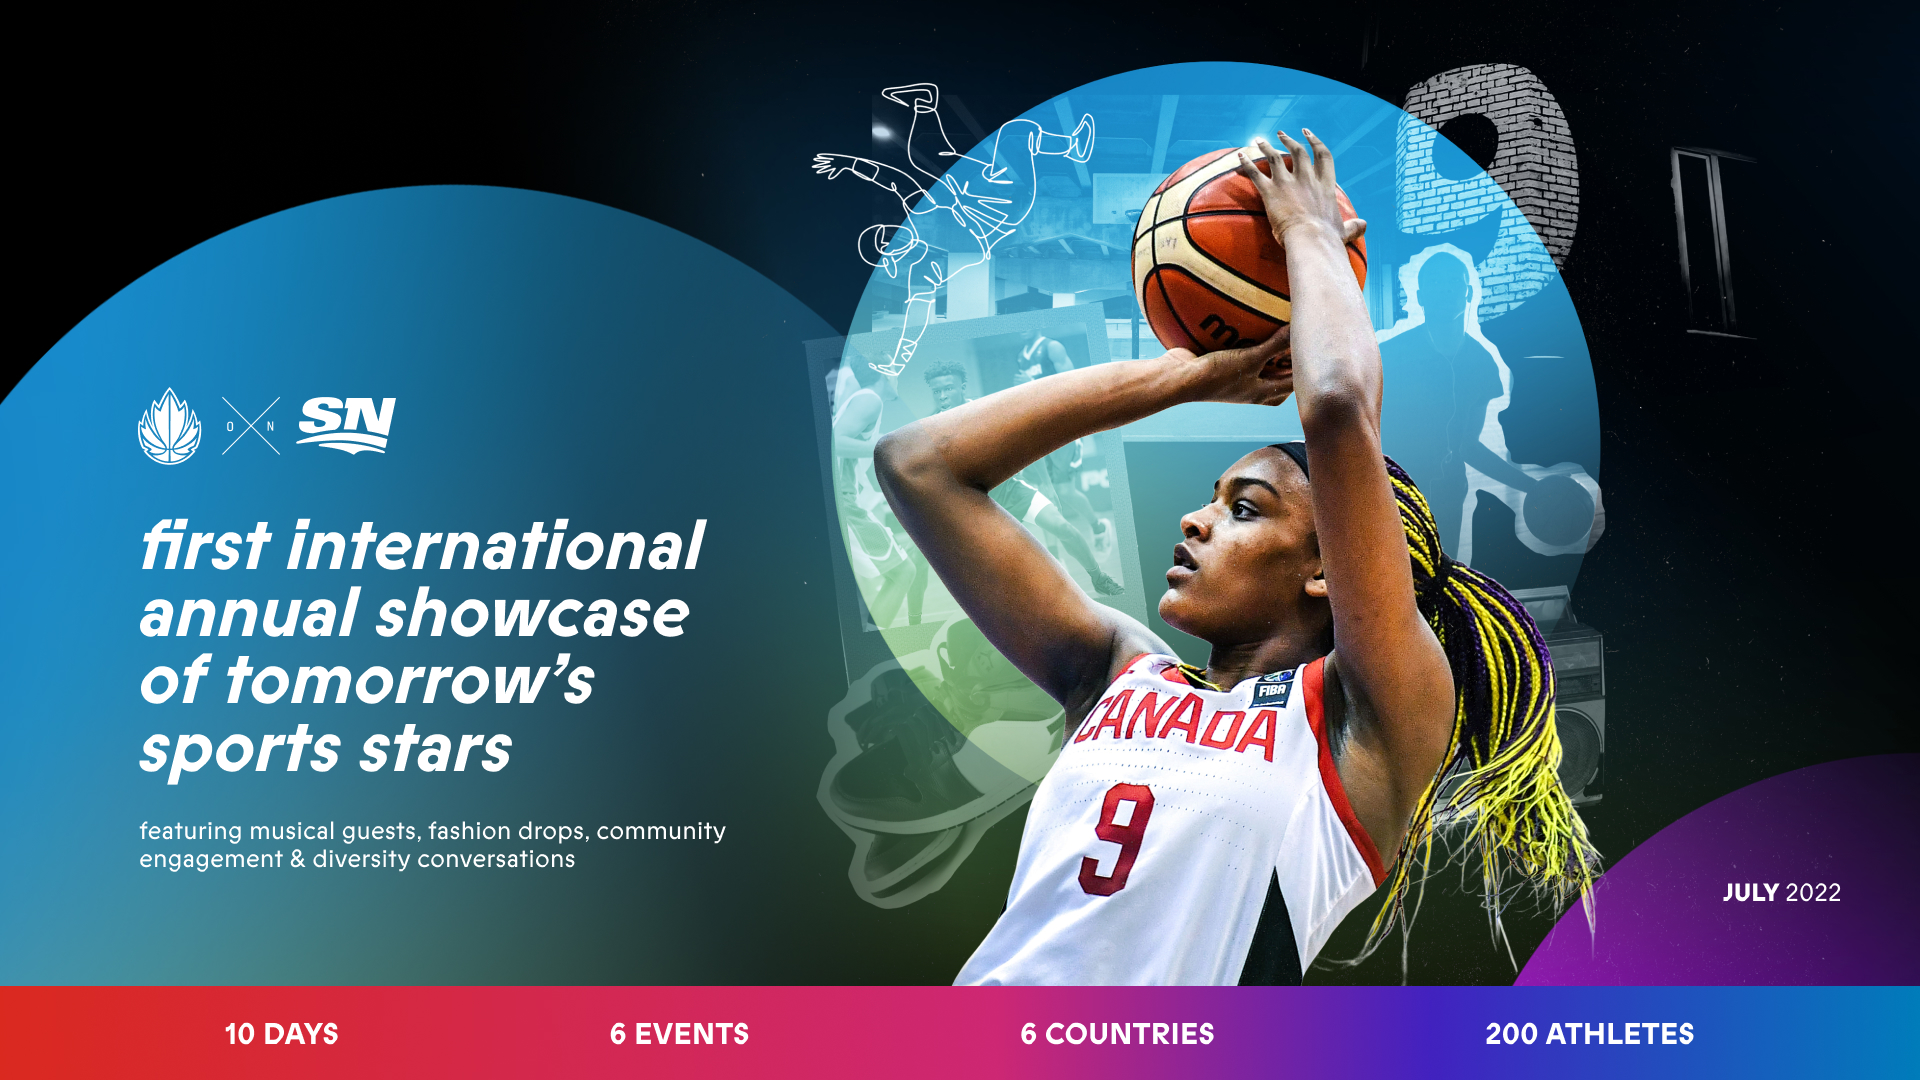 O N
SN
first international
annual showcase
of tomorrow's
sports stars
featuring musical guests, fashion drops, community
engagement & diversity conversations
FIBA
CANADA
9
9
JULY 2022
10 DAYS
6 EVENTS
6 COUNTRIES
200 ATHLETES